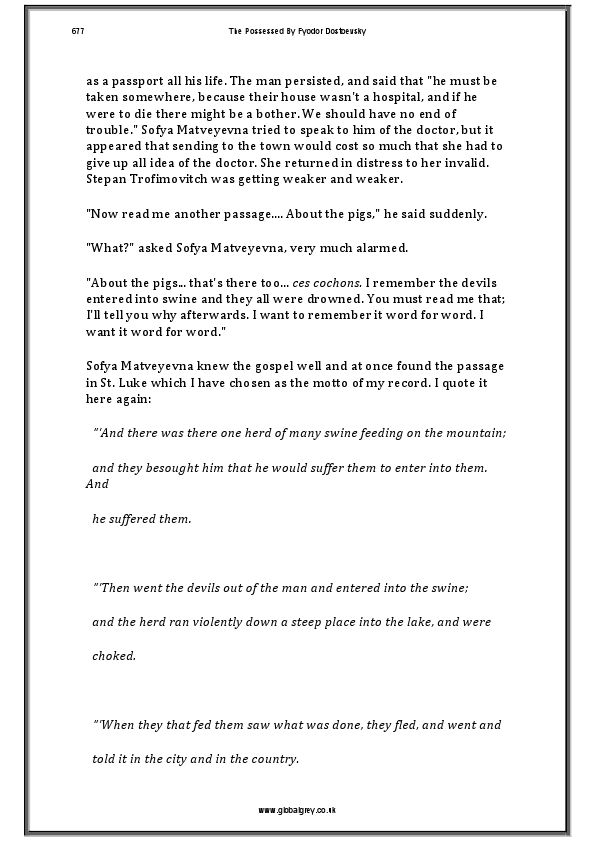 677 The Possessed By Fyodor Dostoevsky
as a passport all his life. The man persisted, and said that "he must be
taken somewhere, because their house wasn't a hospital, and if he
were to die there might be a bother. We should have no end of
trouble." Sofya Matveyevna tried to speak to him of the doctor, but it
appeared that sending to the town would cost so much that she had to
give up all idea of the doctor. She returned in distress to her invalid.
Stepan Trofimovitch was getting weaker and weaker.
"Now read me another passage.... About the pigs," he said suddenly.
"What?" asked Sofya Matveyevna, very much alarmed.
"About the pigs... that's there too... ces cochons. I remember the devils
entered into swine and they all were drowned. You must read me that;
I'll tell you why afterwards. I want to remember it word for word. I
want it word for word."
Sofya Matveyevna knew the gospel well and at once found the passage
in St. Luke which I have chosen as the motto of my record. I quote it
here again:
"'And there was there one herd of many swine feeding on the mountain;
and they besought him that he would suffer them to enter into them.
And
he suffered them.
"'Then went the devils out of the man and entered into the swine;
and the herd ran violently down a steep place into the lake, and were
choked.
"'When they that fed them saw what was done, they fled, and went and
told it in the city and in the country.
www.globalgrey.co.uk